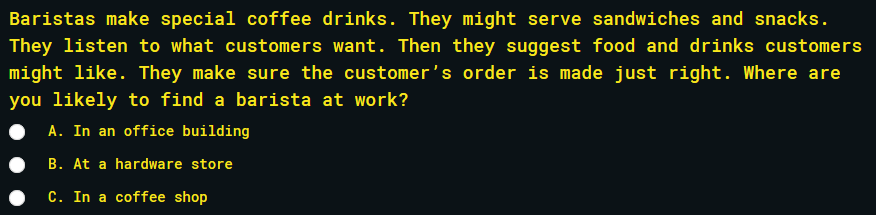 Baristas make special coffee drinks. They might serve sandwiches and snacks.
They listen to what customers want. Then they suggest food and drinks customers
might like. They make sure the customer’s order is made just right. Where are
you likely to find a barista at work?
A. In an office building
B. At a hardware store
C. In a coffee shop